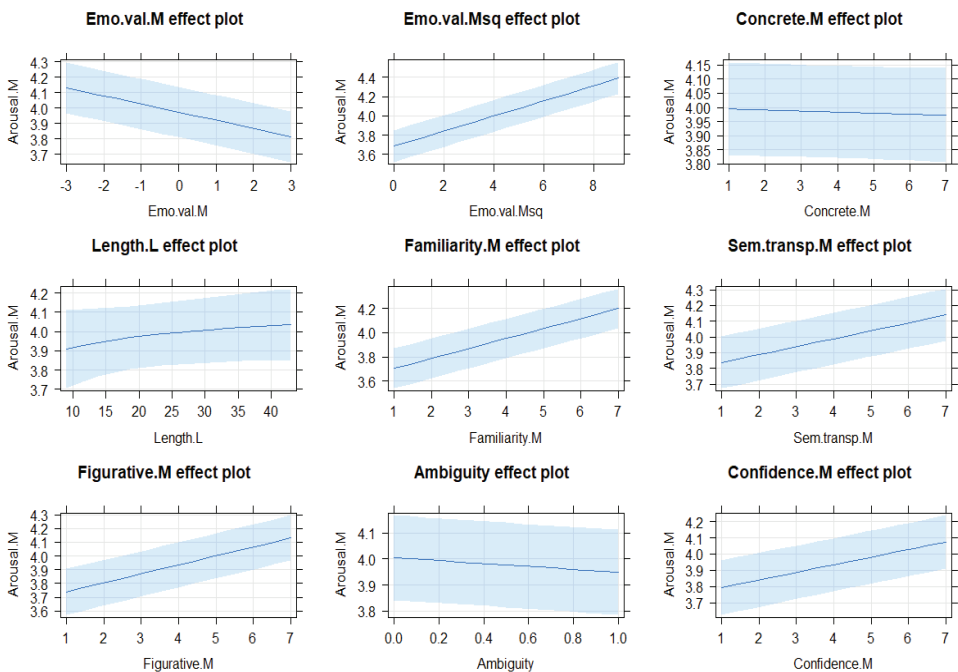 Emo.val.M effect plot
Arousal.M
4.3
4.2
4.1
4.0
3.9
3.8
3.7
-3 -2 -1 0 1 2 3
Emo.val.M
Emo.val.Msq effect plot
Arousal.M
4.4
4.2
4.0
3.8
3.6
0 2 4 6 8
Emo.val.Msq
Concrete.M effect plot
Arousal.M
4.15
4.10
4.05
4.00
3.95
3.90
3.85
3.80
1 2 3 4 5 6 7
Concrete.M
Length.L effect plot
Arousal.M
4.2
4.1
4.0
3.9
3.8
3.7
10 15 20 25 30 35 40
Length.L
Familiarity.M effect plot
Arousal.M
4.2
4.0
3.8
3.6
1 2 3 4 5 6 7
Familiarity.M
Sem.transp.M effect plot
Arousal.M
4.3
4.2
4.1
4.0
3.9
3.8
3.7
1 2 3 4 5 6 7
Sem.transp.M
Figurative.M effect plot
Arousal.M
4.3
4.2
4.1
4.0
3.9
3.8
3.7
3.6
1 2 3 4 5 6 7
Figurative.M
Ambiguity effect plot
Arousal.M
4.1
4.0
3.9
3.8
0.0 0.2 0.4 0.6 0.8 1.0
Ambiguity
Confidence.M effect plot
Arousal.M
4.2
4.1
4.0
3.9
3.8
3.7
1 2 3 4 5 6 7
Confidence.M